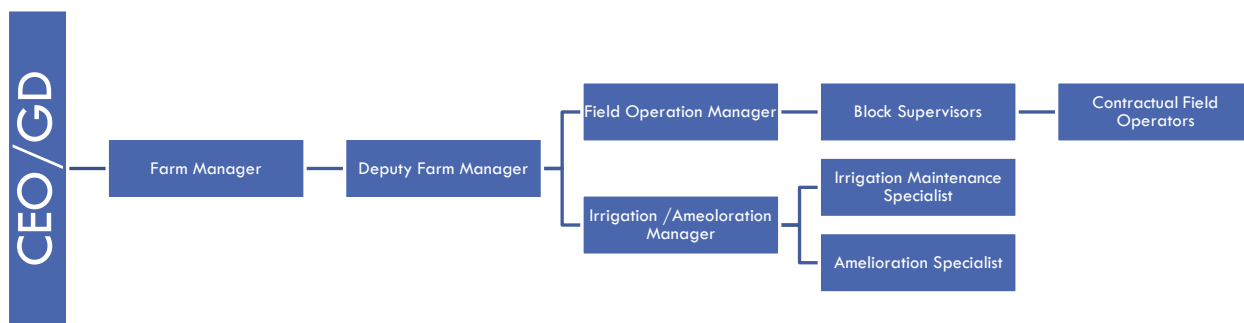 CEO/GD
Farm Manager
Deputy Farm Manager
Field Operation Manager
Block Supervisors
Contractual Field
Operators
Irrigation /Ameoloration
Manager
Irrigation Maintenance
Specialist
Amelioration Specialist